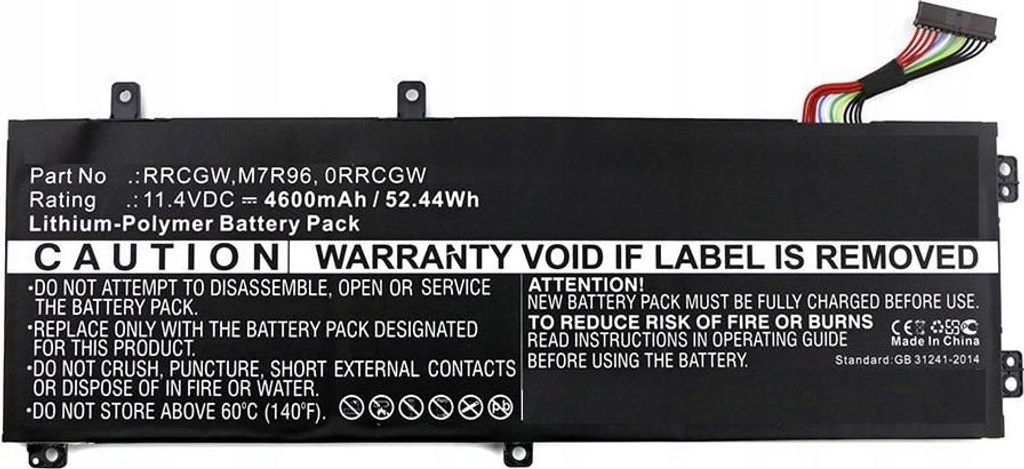 Part No .: RRCGW,M7R96, 0RRCGW
Rating .: 11.4VDC ⎓ 4600mAh / 52.44Wh
Lithium-Polymer Battery Pack
CAUTION WARRANTY VOID IF LABEL IS REMOVED
•DO NOT ATTEMPT TO DISASSEMBLE, OPEN OR SERVICE
THE BATTERY PACK.
•REPLACE ONLY WITH THE BATTERY PACK DESIGNATED
FOR THIS PRODUCT.
•DO NOT CRUSH, PUNCTURE, SHORT EXTERNAL CONTACTS
OR DISPOSE OF IN FIRE OR WATER.
•DO NOT STORE ABOVE 60°C (140°F).
ATTENTION!
NEW BATTERY PACK MUST BE FULLY CHARGED BEFORE USE.
TO REDUCE RISK OF FIRE OR BURNS
READ INSTRUCTIONS IN OPERATING GUIDE
BEFORE USING THE BATTERY.
CE
Made In China
Standard:GB 31241-2014
Pb